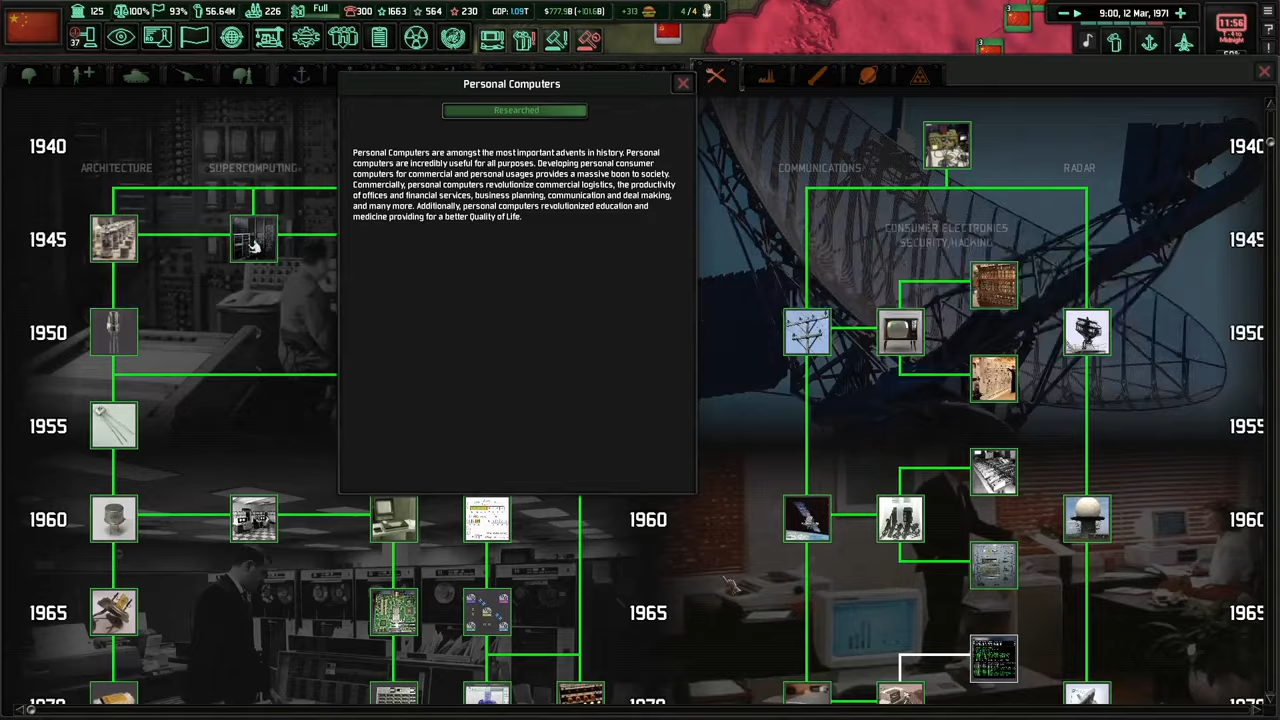 125 100% 93% 56.64M 226 Full 300 1663 564 230 GDP: 1.09T $777.9B (+101.6B) +313 4 / 4
9:00, 12 Mar, 1971
11:56
37
3
3
Personal Computers
Researched
Personal Computers are amongst the most important advents in history. Personal
computers are incredibly useful for all purposes. Developing personal consumer
computers for commercial and personal usages provides a massive boon to society.
Commercially, personal computers revolutionize commercial logistics, the productivity
of offices and financial services, business planning, communication and deal making,
and many more. Additionally, personal computers revolutionized education and
medicine providing for a better Quality of Life.
1940
ARCHITECTURE
SUPERCOMPUTING
1945
1950
1955
1960
1965
1960
1965
COMMUNICATIONS
RADAR
CONSUMER ELECTRONICS
SECURITY, HACKING
1940
1945
1950
1955
1960
1965